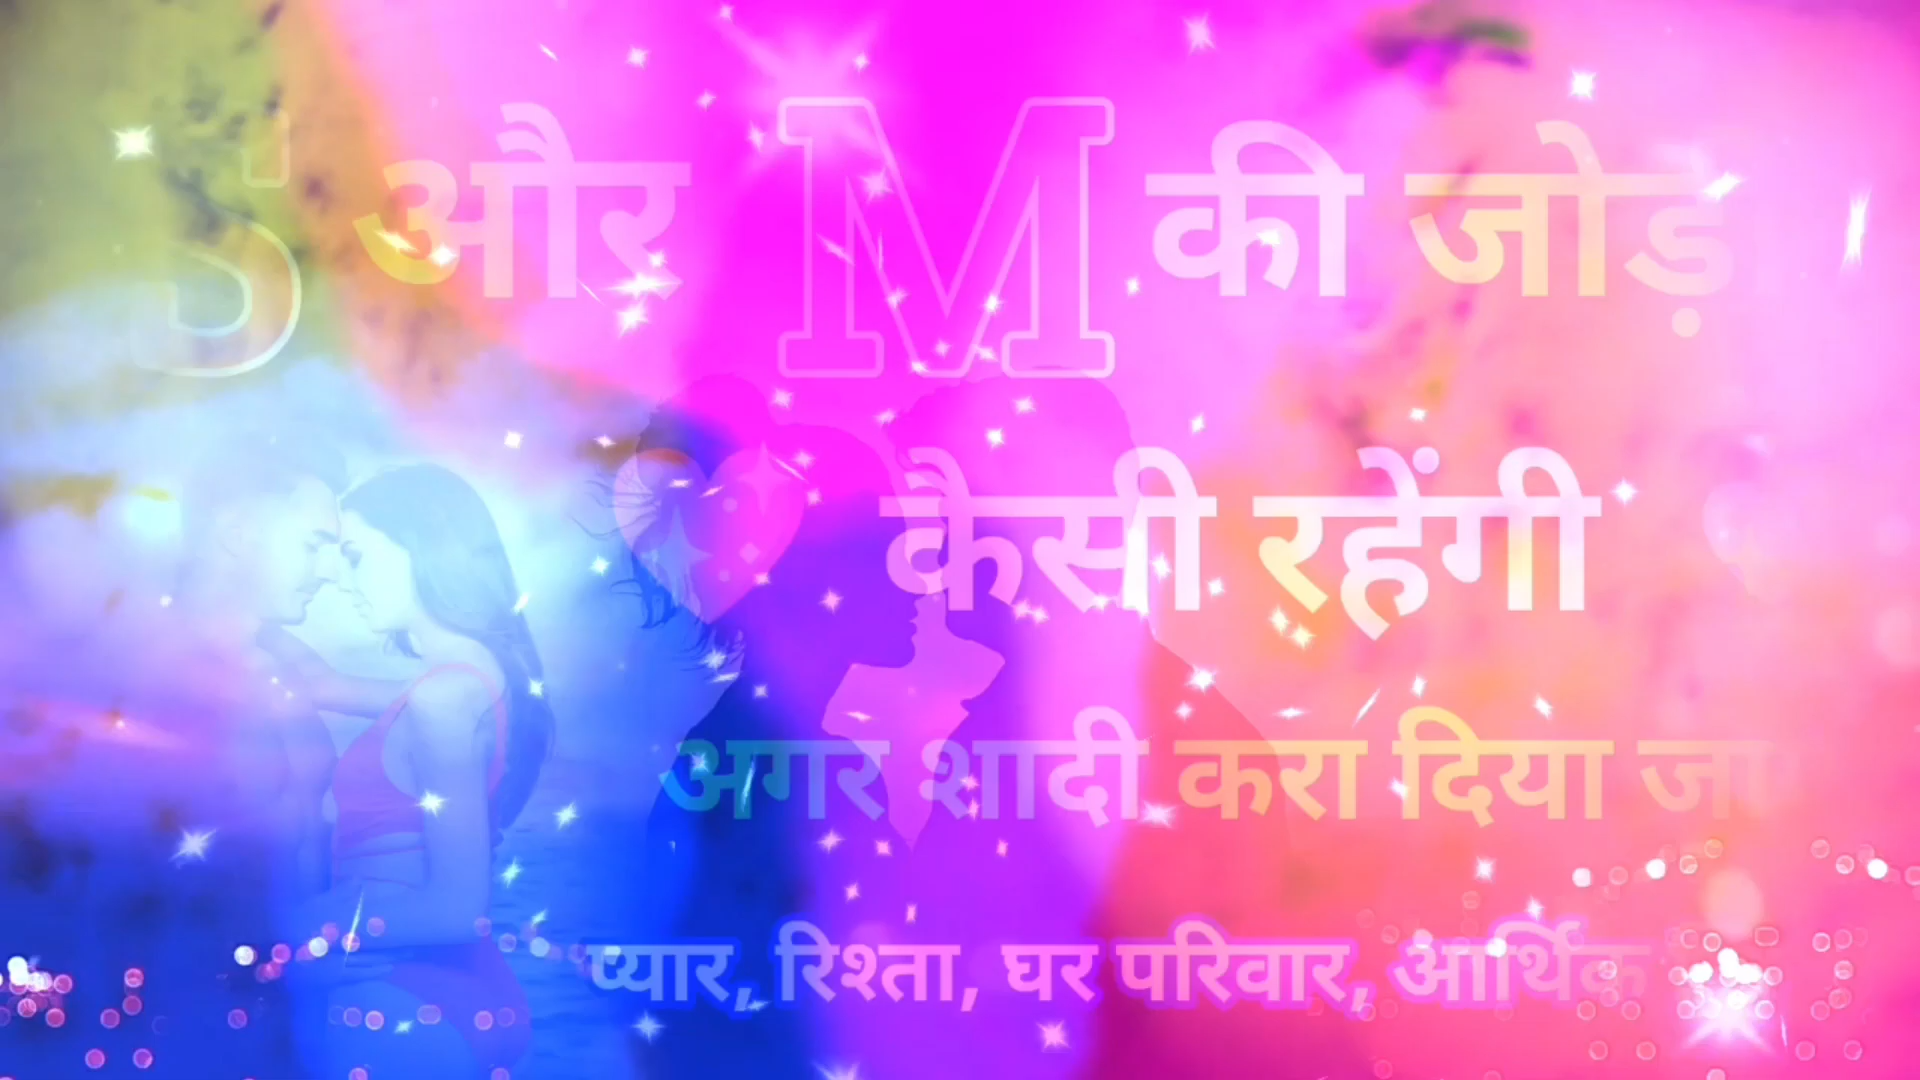 S और M की जोड़
कैसी रहेंगी
अगर शादी करा दिया जा
प्यार, रिश्ता, घर परिवार, आर्थिक